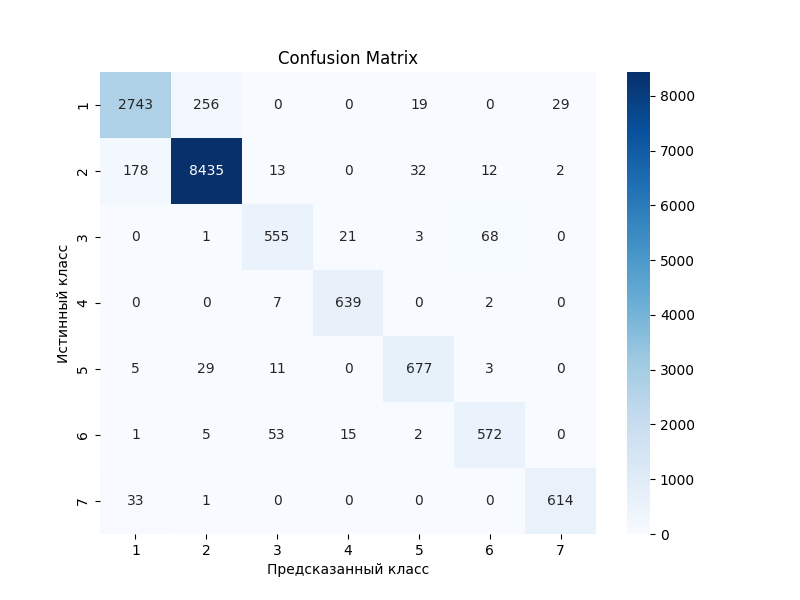 Confusion Matrix
Истинный класс
1 2743 256 0 0 19 0 29
2 178 8435 13 0 32 12 2
3 0 1 555 21 3 68 0
4 0 0 7 639 0 2 0
5 5 29 11 0 677 3 0
6 1 5 53 15 2 572 0
7 33 1 0 0 0 0 614
1 2 3 4 5 6 7
Предсказанный класс
8000
7000
6000
5000
4000
3000
2000
1000
0